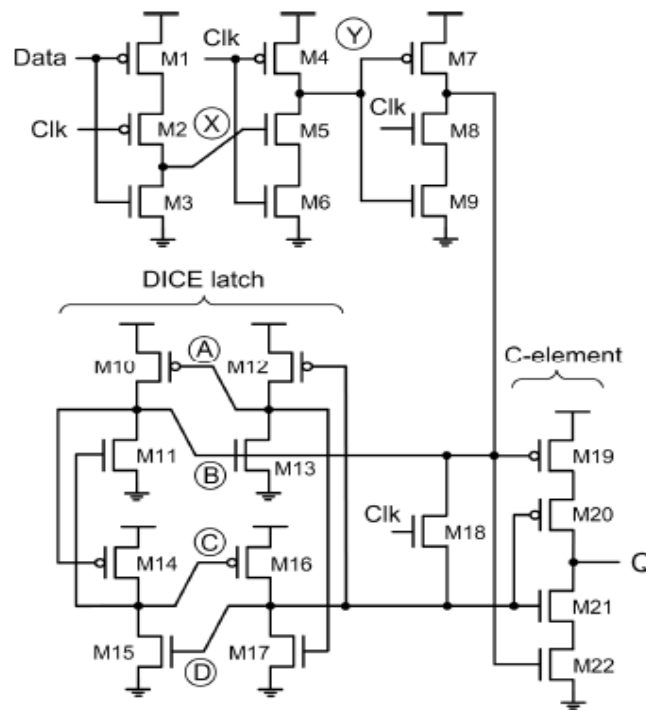 Clk
M1
M4
Y
M7
Data
Clk
M2
X
M5
Clk
M8
M3
M6
M9
DICE latch
C-element
M10
A
M12
M11
B
M13
M19
M14
C
M16
Clk
M18
M20
Q
M15
D
M17
M21
M22